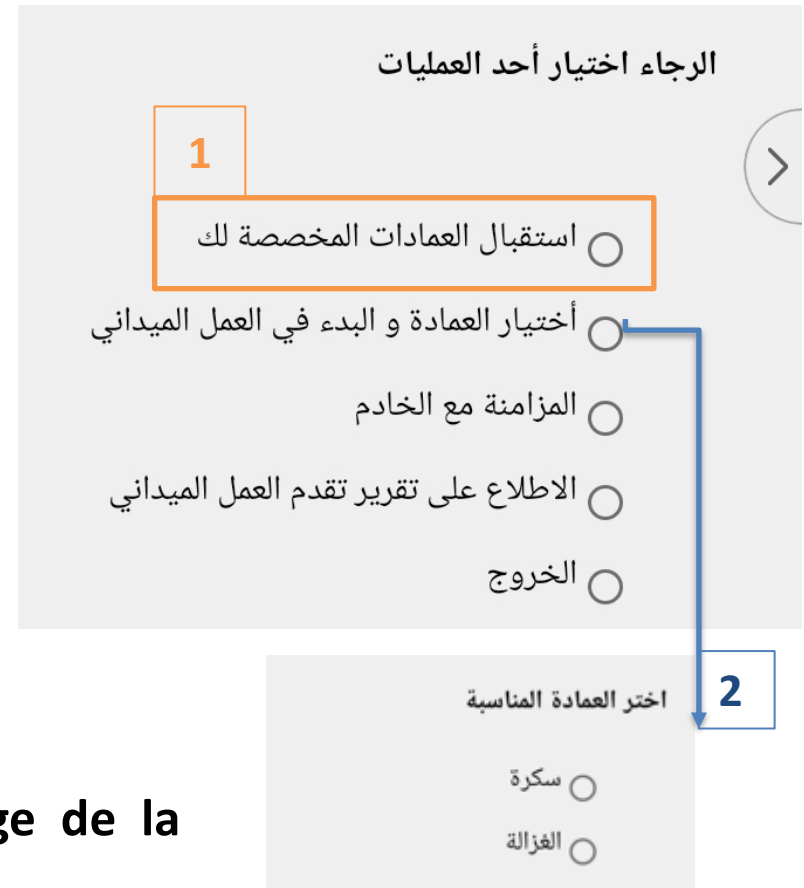 الرجاء اختيار أحد العمليات
1
استقبال العمادات المخصصة لك
أختيار العمادة و البدء في العمل الميداني
المزامنة مع الخادم
الاطلاع على تقرير تقدم العمل الميداني
الخروج
2
اختر العمادة المناسبة
سكرة
الغزالة
de la